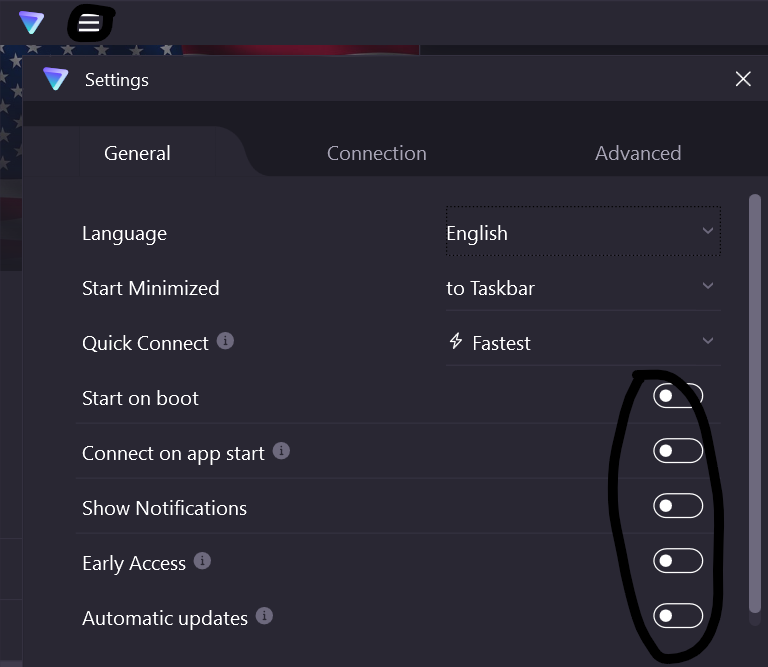 Settings
General Connection Advanced
Language English
Start Minimized to Taskbar
Quick Connect Fastest
Start on boot
Connect on app start
Show Notifications
Early Access
Automatic updates